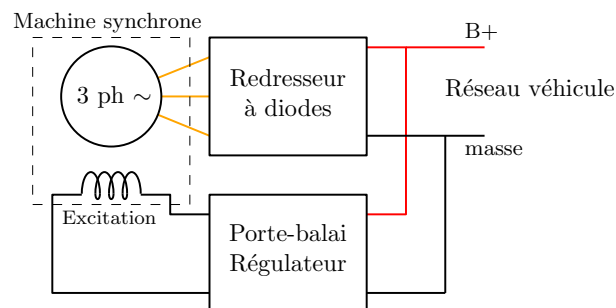 Machine synchrone
3 ph ~
Redresseur
à diodes
B+
Réseau véhicule
masse
Excitation
Porte-balai
Régulateur